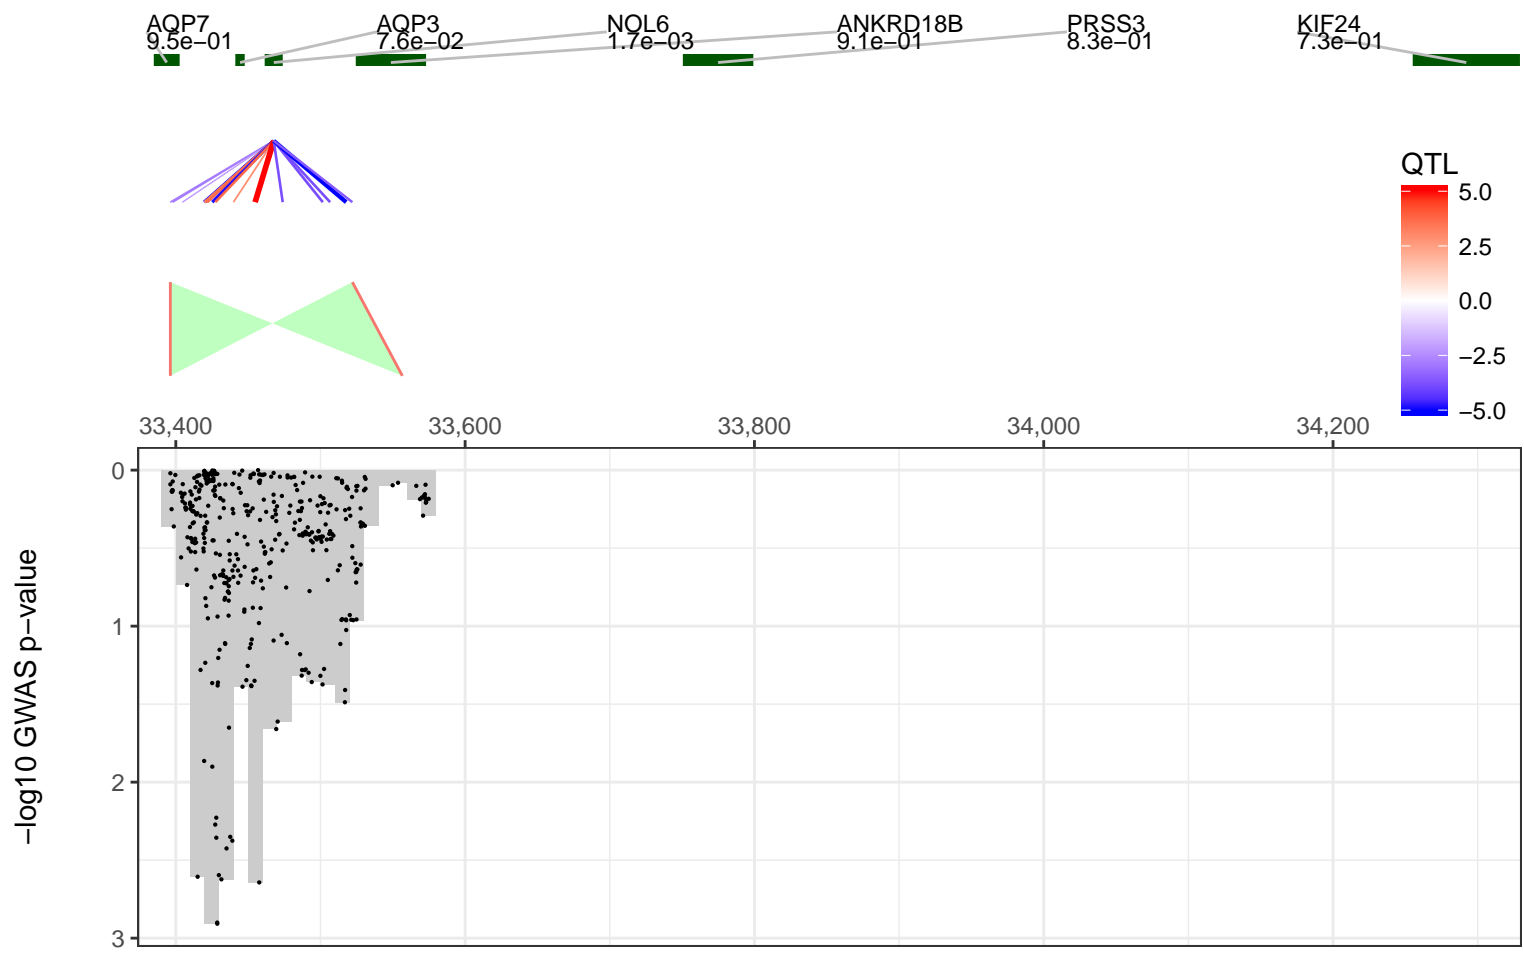 AQP7 AQP3 NOL6 ANKRD18B PRSS3 KIF24
9.5e−01 7.6e−02 1.7e−03 9.1e−01 8.3e−01 7.3e−01
QTL
5.0
2.5
0.0
−2.5
−5.0
33,400 33,600 33,800 34,000 34,200
−log10 GWAS p−value
0
1
2
3